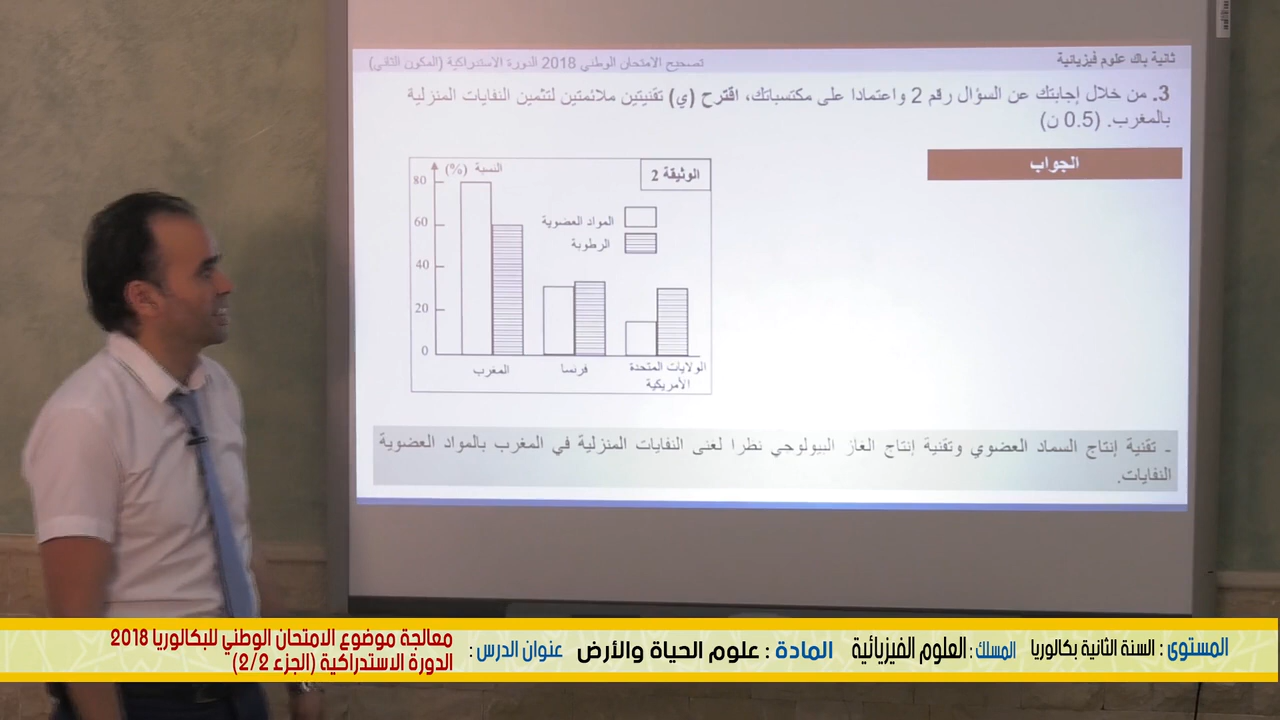 ثانية باك علوم فيزيائية
تصحيح الامتحان الوطني 2018 الدورة الاستدراكية (المكون الثاني)
3. من خلال إجابتك عن السؤال رقم 2 واعتمادا على مكتسباتك، اقترح (ي) تقنيتين ملائمتين لتثمين النفايات المنزلية
بالمغرب. (0.5 ن)
الجواب
الوثيقة 2
النسبة (%)
80
60
40
20
0
المواد العضوية
الرطوبة
المغرب
فرنسا
الولايات المتحدة
الأمريكية
- تقنية إنتاج السماد العضوي وتقنية إنتاج الغاز البيولوجي نظرا لغنى النفايات المنزلية في المغرب بالمواد العضوية
النفايات.
المستوى : السنة الثانية بكالوريا المسلك : العلوم الفيزيائية المادة : علوم الحياة والأرض عنوان الدرس :
معالجة موضوع الامتحان الوطني للبكالوريا 2018
الدورة الاستدراكية (الجزء 2/2)